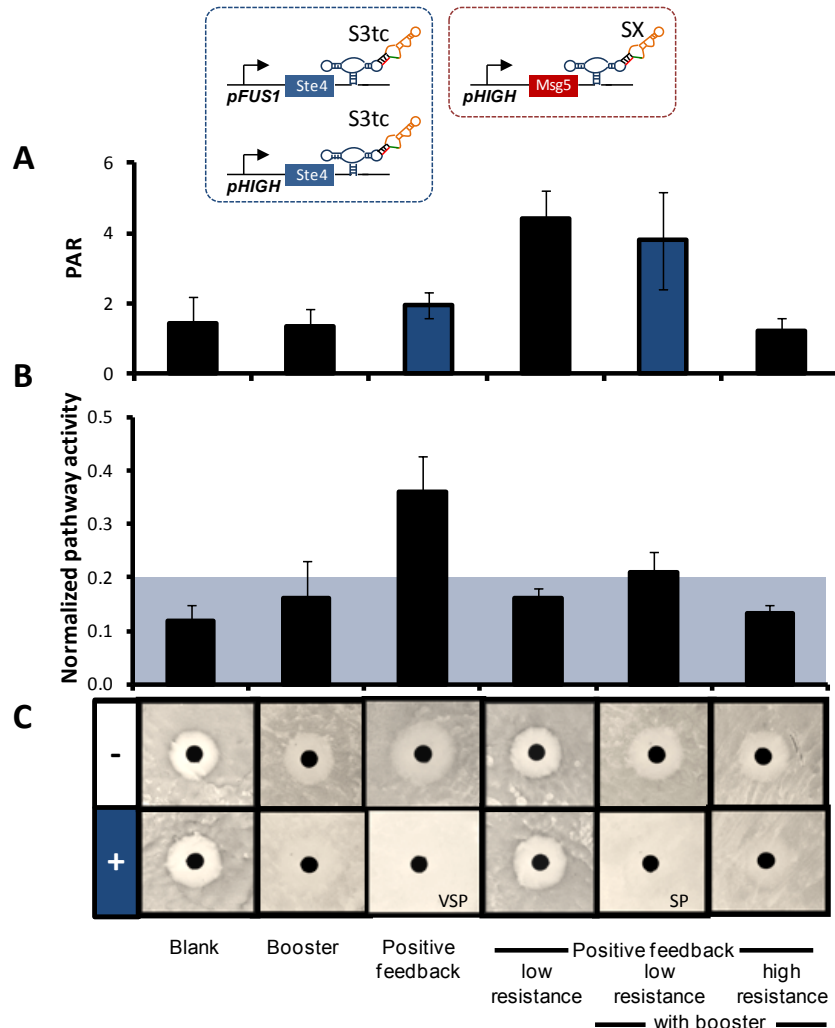 S3tc
SX
pFUS1 Ste4
pHIGH Msg5
S3tc
pHIGH Ste4
A
PAR
6
4
2
0
B
Normalized pathway activity
0.5
0.4
0.3
0.2
0.1
0.0
C
-
+
VSP
SP
Blank
Booster
Positive
feedback
Positive feedback
low
resistance
low
resistance
high
resistance
with booster